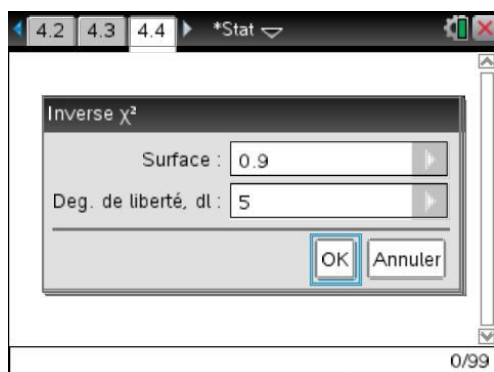 4.2 4.3 4.4 *Stat
Inverse χ²
Surface : 0.9
Deg. de liberté, dl : 5
OK Annuler
0/99